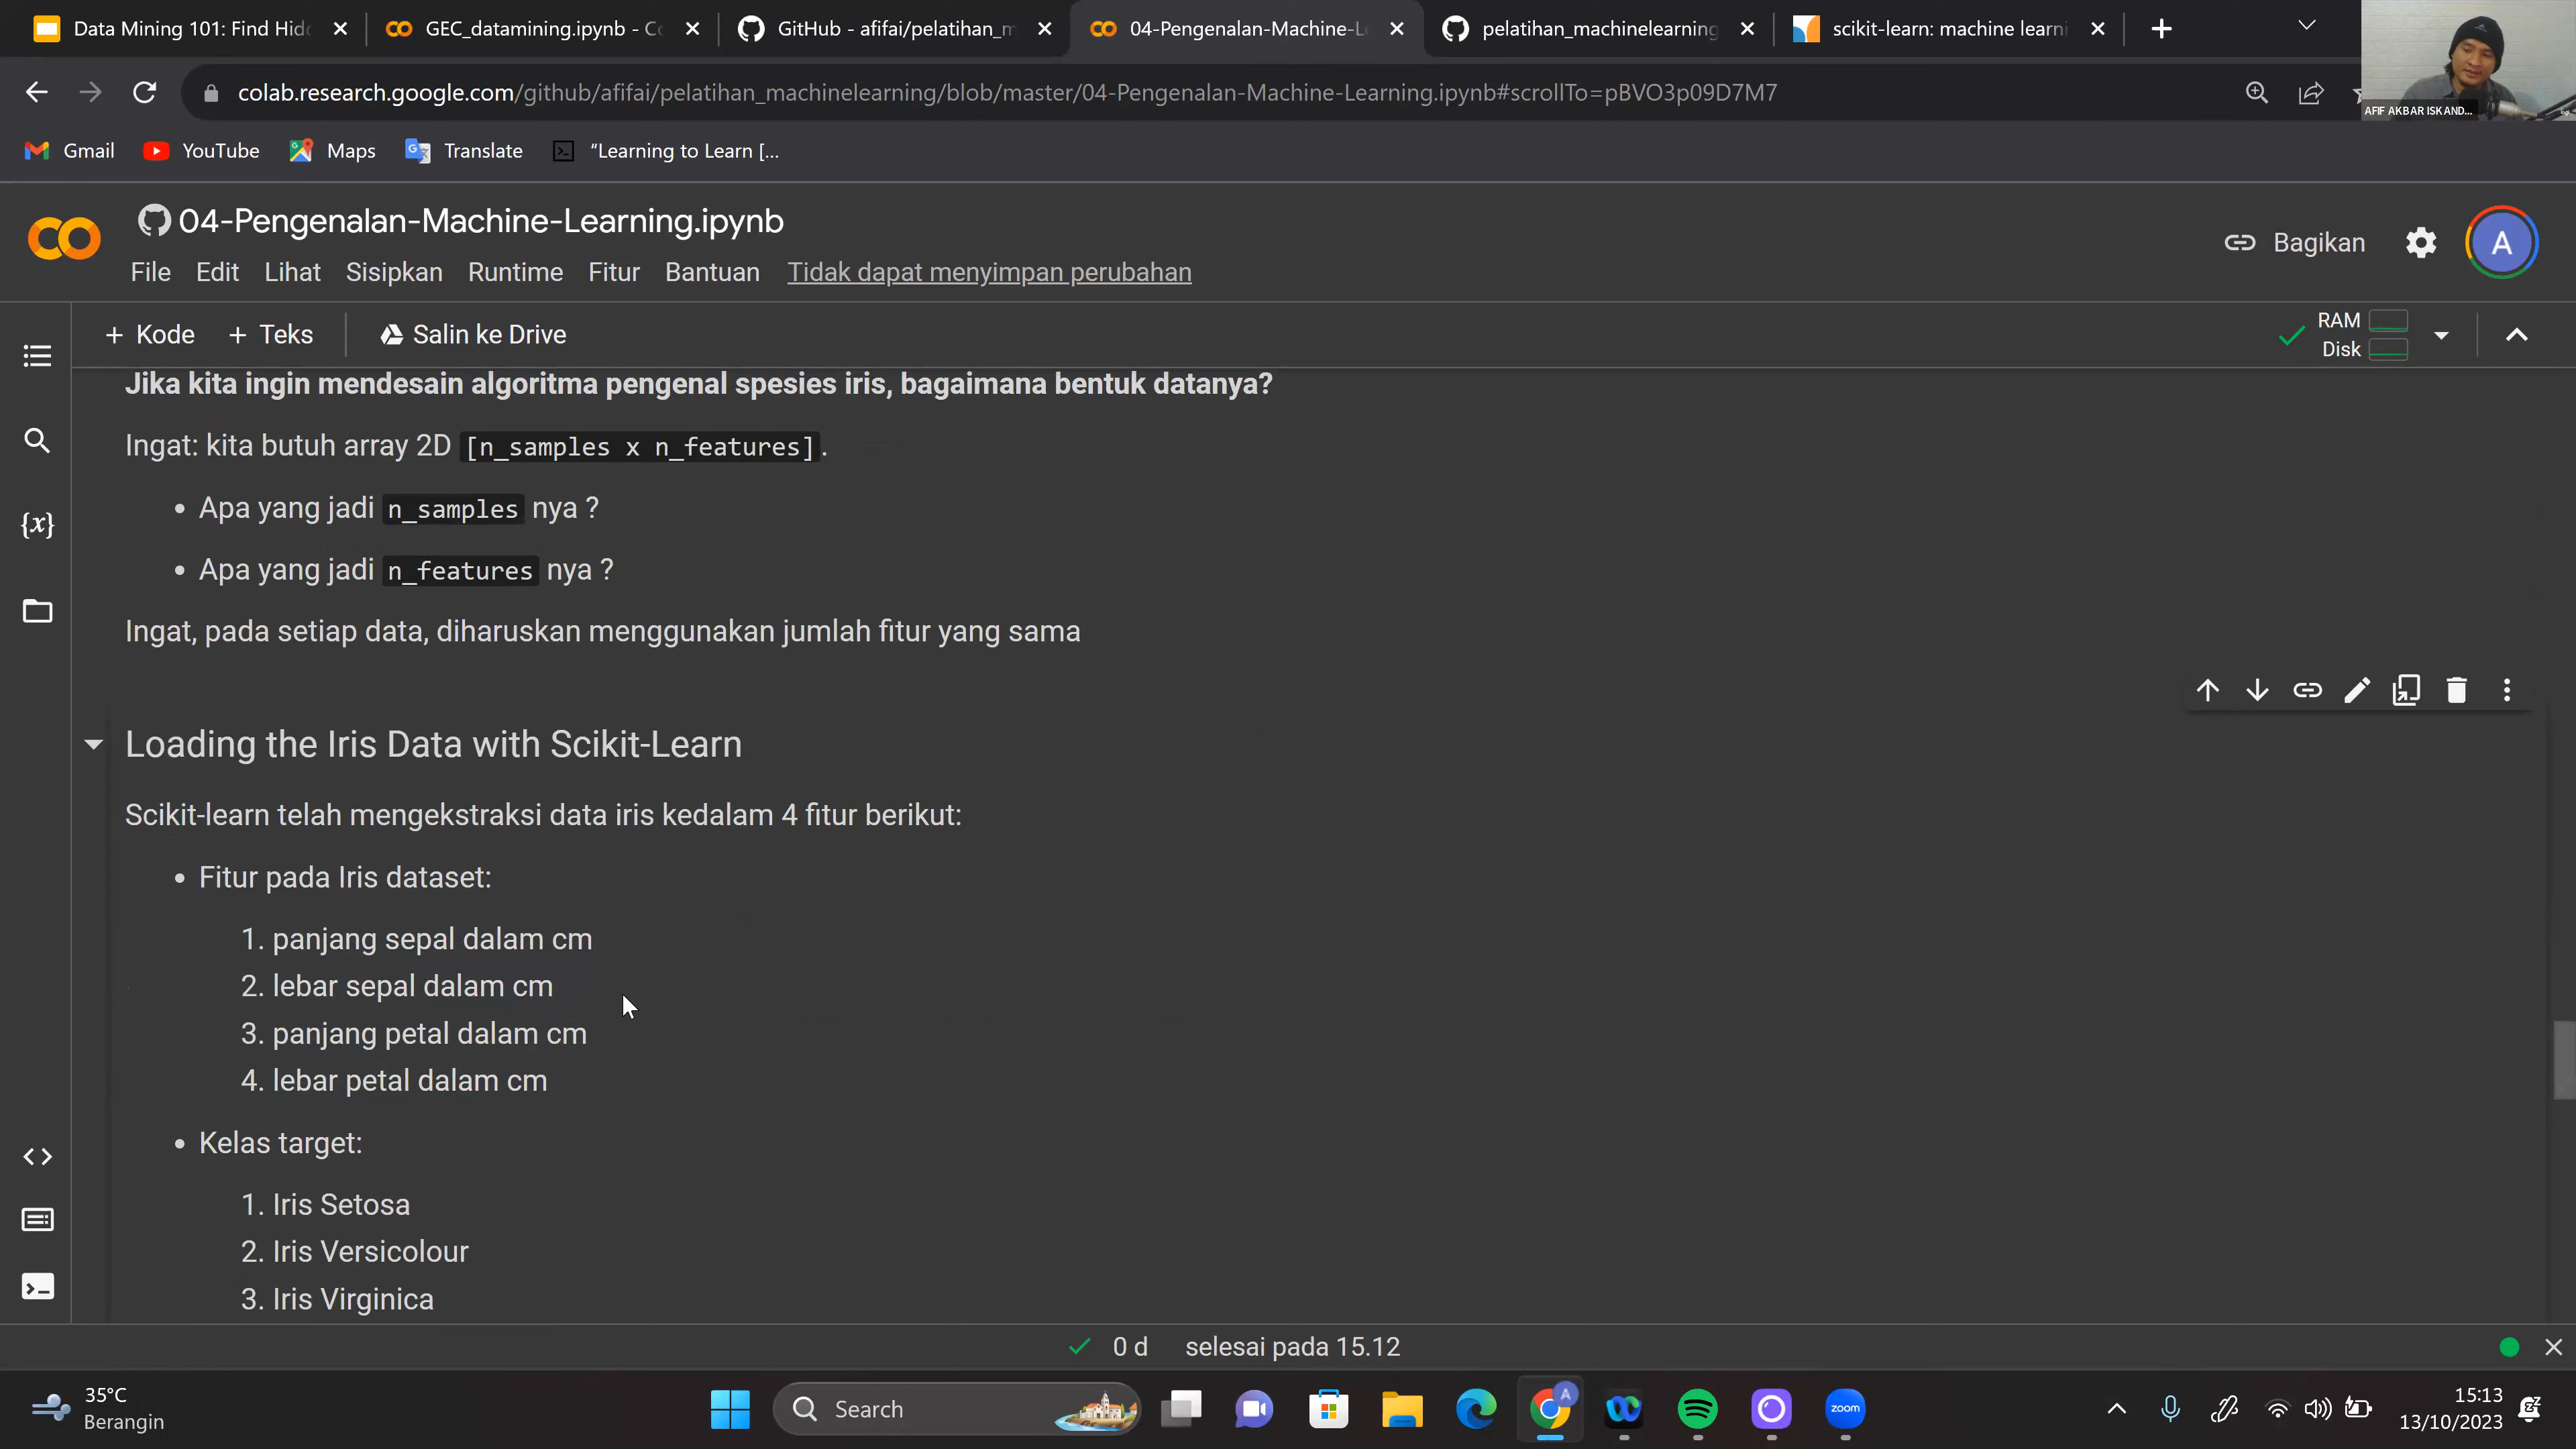 Data Mining 101: Find Hid
GEC_datamining.ipynb - Co
GitHub - afifai/pelatihan_m
04-Pengenalan-Machine-L
pelatihan_machinelearning
scikit-learn: machine learni
colab.research.google.com/github/afifai/pelatihan_machinelearning/blob/master/04-Pengenalan-Machine-Learning.ipynb#scrollTo=pBVO3p09D7M7
AFIF AKBAR ISKAND...
Gmail
YouTube
Maps
Translate
“Learning to Learn [...
04-Pengenalan-Machine-Learning.ipynb
Bagikan
A
File Edit Lihat Sisipkan Runtime Fitur Bantuan Tidak dapat menyimpan perubahan
+ Kode + Teks Salin ke Drive
RAM
Disk
Jika kita ingin mendesain algoritma pengenal spesies iris, bagaimana bentuk datanya?
Ingat: kita butuh array 2D [n_samples x n_features].
• Apa yang jadi n_samples nya ?
• Apa yang jadi n_features nya ?
Ingat, pada setiap data, diharuskan menggunakan jumlah fitur yang sama
{x}
Loading the Iris Data with Scikit-Learn
Scikit-learn telah mengekstraksi data iris kedalam 4 fitur berikut:
• Fitur pada Iris dataset:
1. panjang sepal dalam cm
2. lebar sepal dalam cm
3. panjang petal dalam cm
4. lebar petal dalam cm
• Kelas target:
1. Iris Setosa
2. Iris Versicolour
3. Iris Virginica
0 d selesai pada 15.12
35°C
Berangin
Search
A
zoom
15:13
13/10/2023